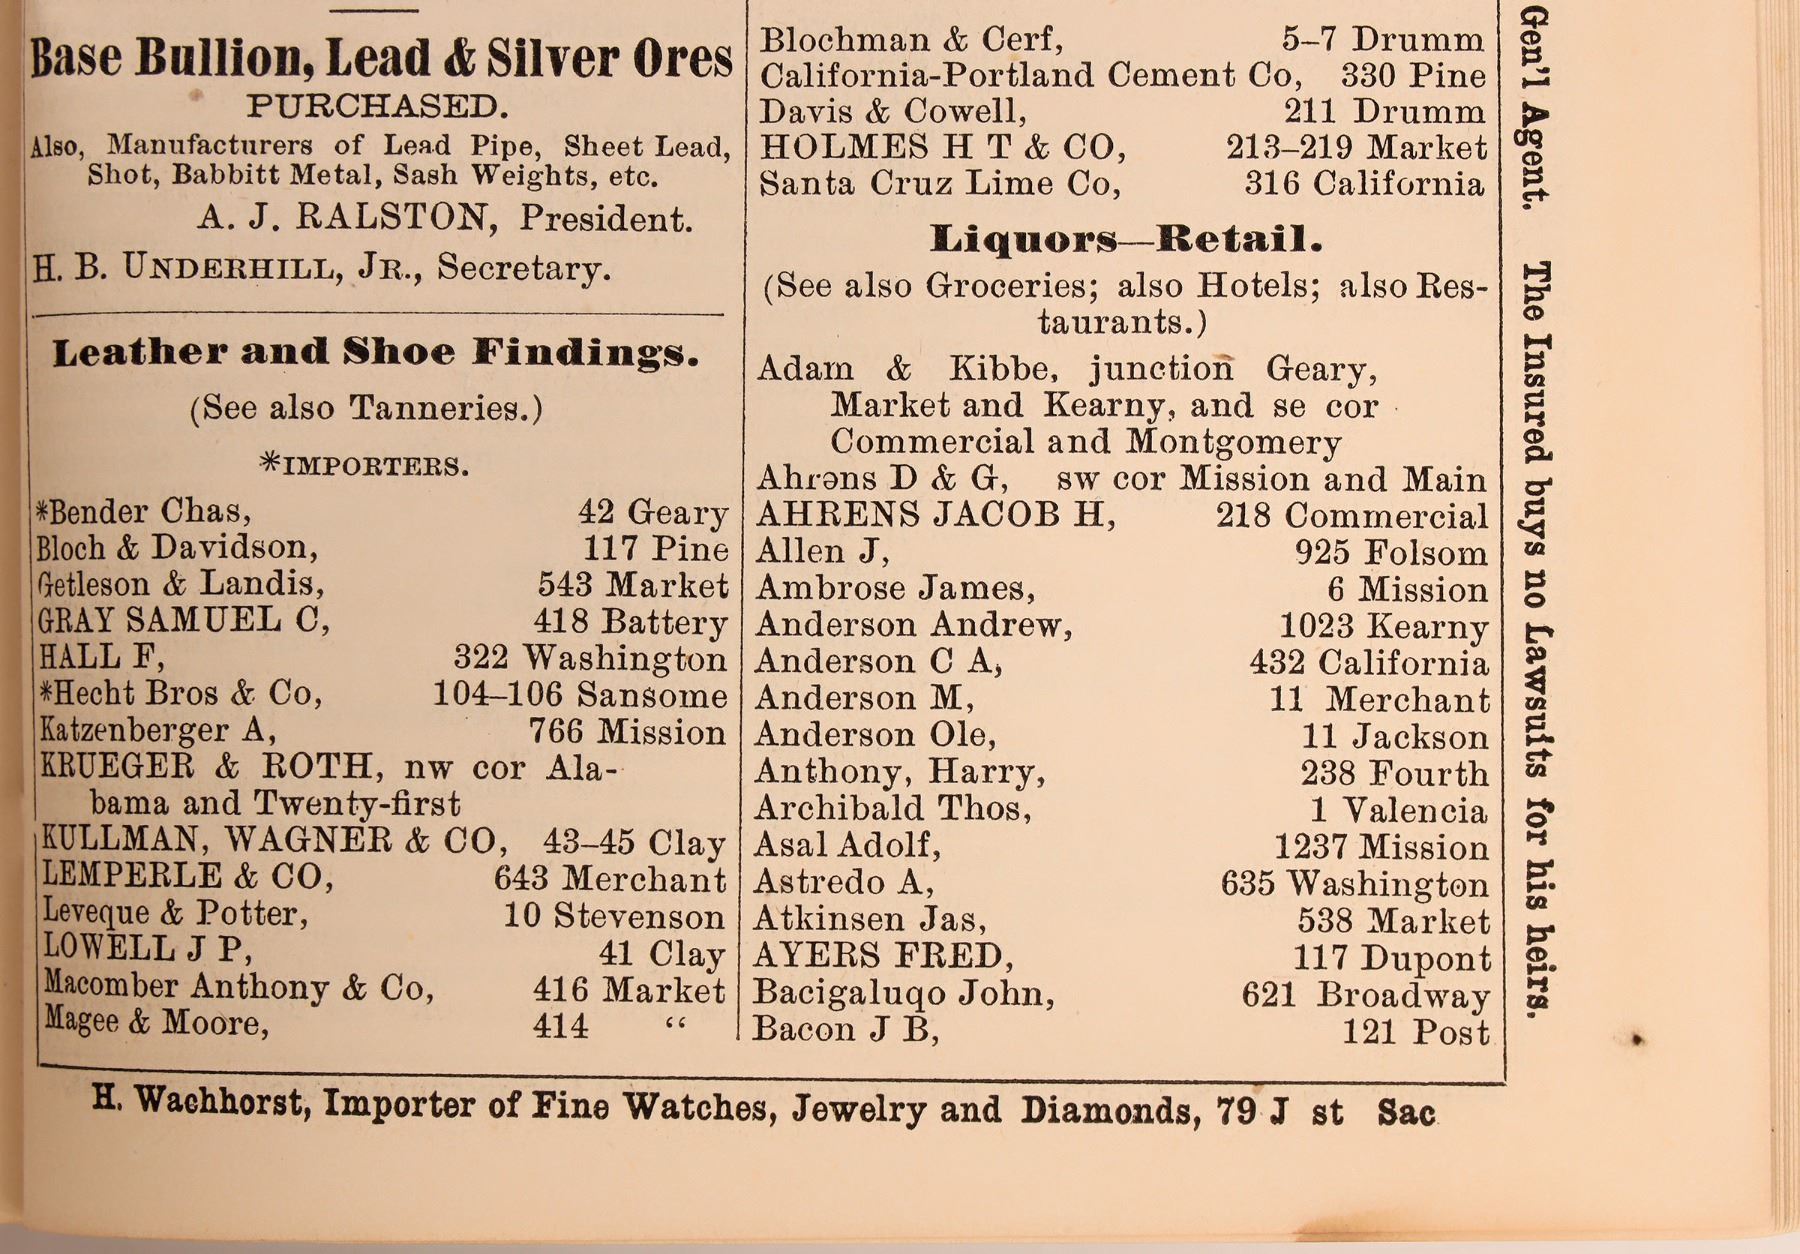 Base Bullion, Lead & Silver Ores
PURCHASED.
Also, Manufacturers of Lead Pipe, Sheet Lead,
Shot, Babbitt Metal, Sash Weights, etc.
A. J. RALSTON, President.
H. B. UNDERHILL, JR., Secretary.
Leather and Shoe Findings.
(See also Tanneries.)
*IMPORTERS.
*Bender Chas, 42 Geary
Bloch & Davidson, 117 Pine
Getleson & Landis, 543 Market
GRAY SAMUEL C, 418 Battery
HALL F, 322 Washington
*Hecht Bros & Co, 104–106 Sansome
Katzenberger A, 766 Mission
KRUEGER & ROTH, nw cor Ala-
bama and Twenty-first
KULLMAN, WAGNER & CO, 43–45 Clay
LEMPERLE & CO, 643 Merchant
Leveque & Potter, 10 Stevenson
LOWELL J P, 41 Clay
Macomber Anthony & Co, 416 Market
Magee & Moore, 414 “
Blochman & Cerf, 5–7 Drumm
California-Portland Cement Co, 330 Pine
Davis & Cowell, 211 Drumm
HOLMES H T & CO, 213–219 Market
Santa Cruz Lime Co, 316 California
Liquors—Retail.
(See also Groceries; also Hotels; also Res-
taurants.)
Adam & Kibbe, junction Geary,
Market and Kearny, and se cor
Commercial and Montgomery
Ahrens D & G, sw cor Mission and Main
AHRENS JACOB H, 218 Commercial
Allen J, 925 Folsom
Ambrose James, 6 Mission
Anderson Andrew, 1023 Kearny
Anderson C A, 432 California
Anderson M, 11 Merchant
Anderson Ole, 11 Jackson
Anthony, Harry, 238 Fourth
Archibald Thos, 1 Valencia
Asal Adolf, 1237 Mission
Astredo A, 635 Washington
Atkinsen Jas, 538 Market
AYERS FRED, 117 Dupont
Bacigaluqo John, 621 Broadway
Bacon J B, 121 Post
H. Wachhorst, Importer of Fine Watches, Jewelry and Diamonds, 79 J st Sac
Gen'l Agent. The Insured buys no Lawsuits for his heirs.